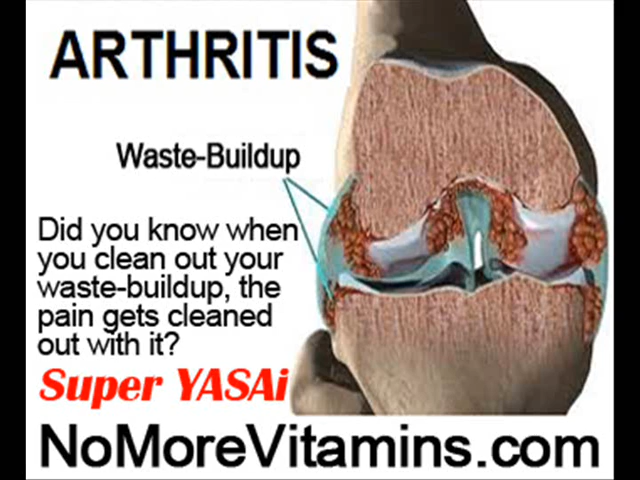 ARTHRITIS
Waste-Buildup
Did you know when
you clean out your
waste-buildup, the
pain gets cleaned
out with it?
Super YASAi
NoMoreVitamins.com